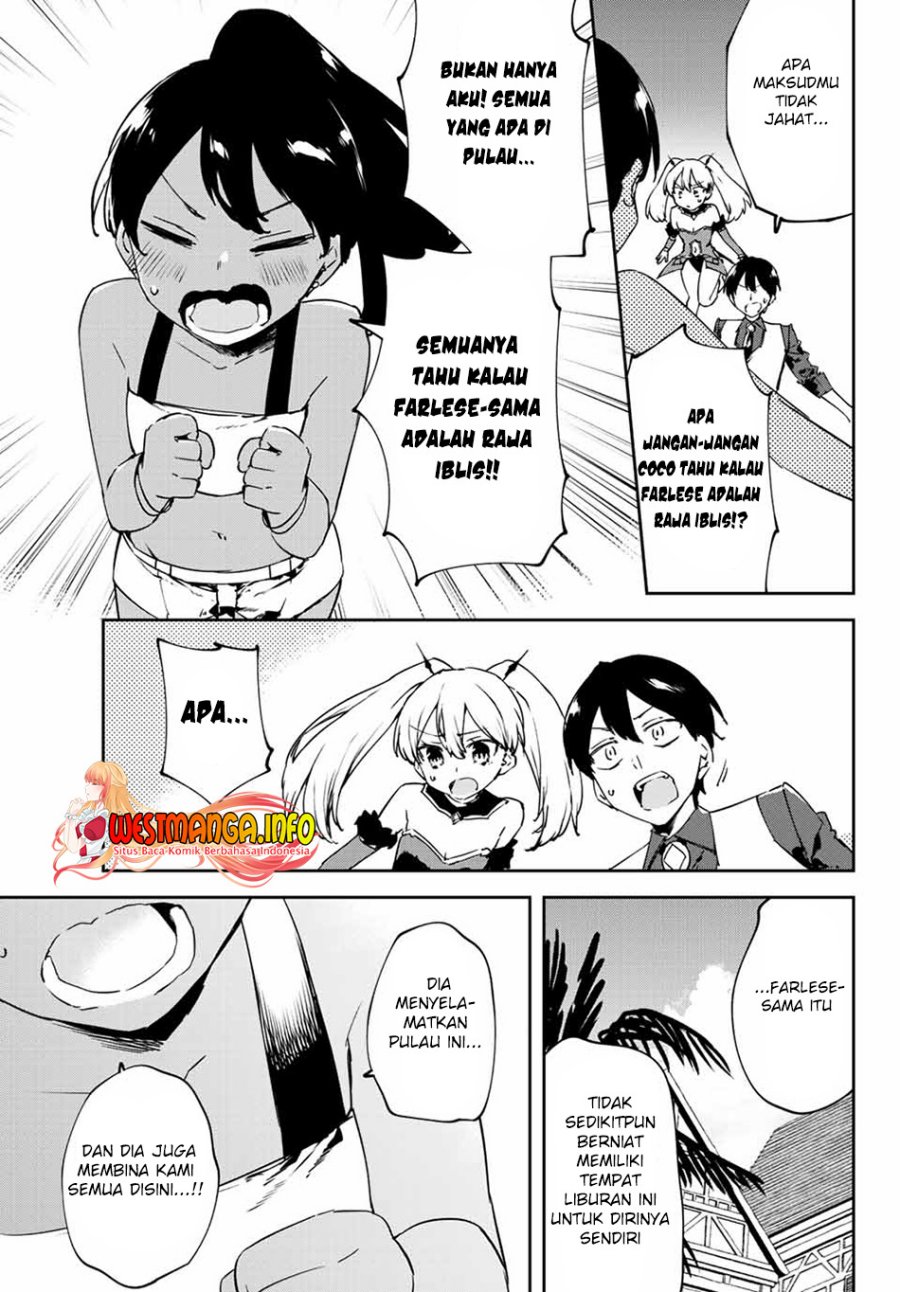 APA
MAKSUDMU
TIDAK
JAHAT...
APA
JANGAN-JANGAN
COCO TAHU KALAU
FARLESE ADALAH
RAJA IBLIS!?
BUKAN HANYA
AKU! SEMUA
YANG ADA DI
PULAU...
SEMUANYA
TAHU KALAU
FARLESE-SAMA
ADALAH RAJA
IBLIS!!
APA...
WESTMANGA.INFO
Situs Baca Komik Berbahasa Indonesia
...FARLESE-
SAMA ITU
TIDAK
SEDIKITPUN
BERNIAT
MEMILIKI
TEMPAT
LIBURAN INI
UNTUK DIRINYA
SENDIRI
DIA
MENYELA-
MATKAN
PULAU INI...
DAN DIA JUGA
MEMBINA KAMI
SEMUA DISINI...!!